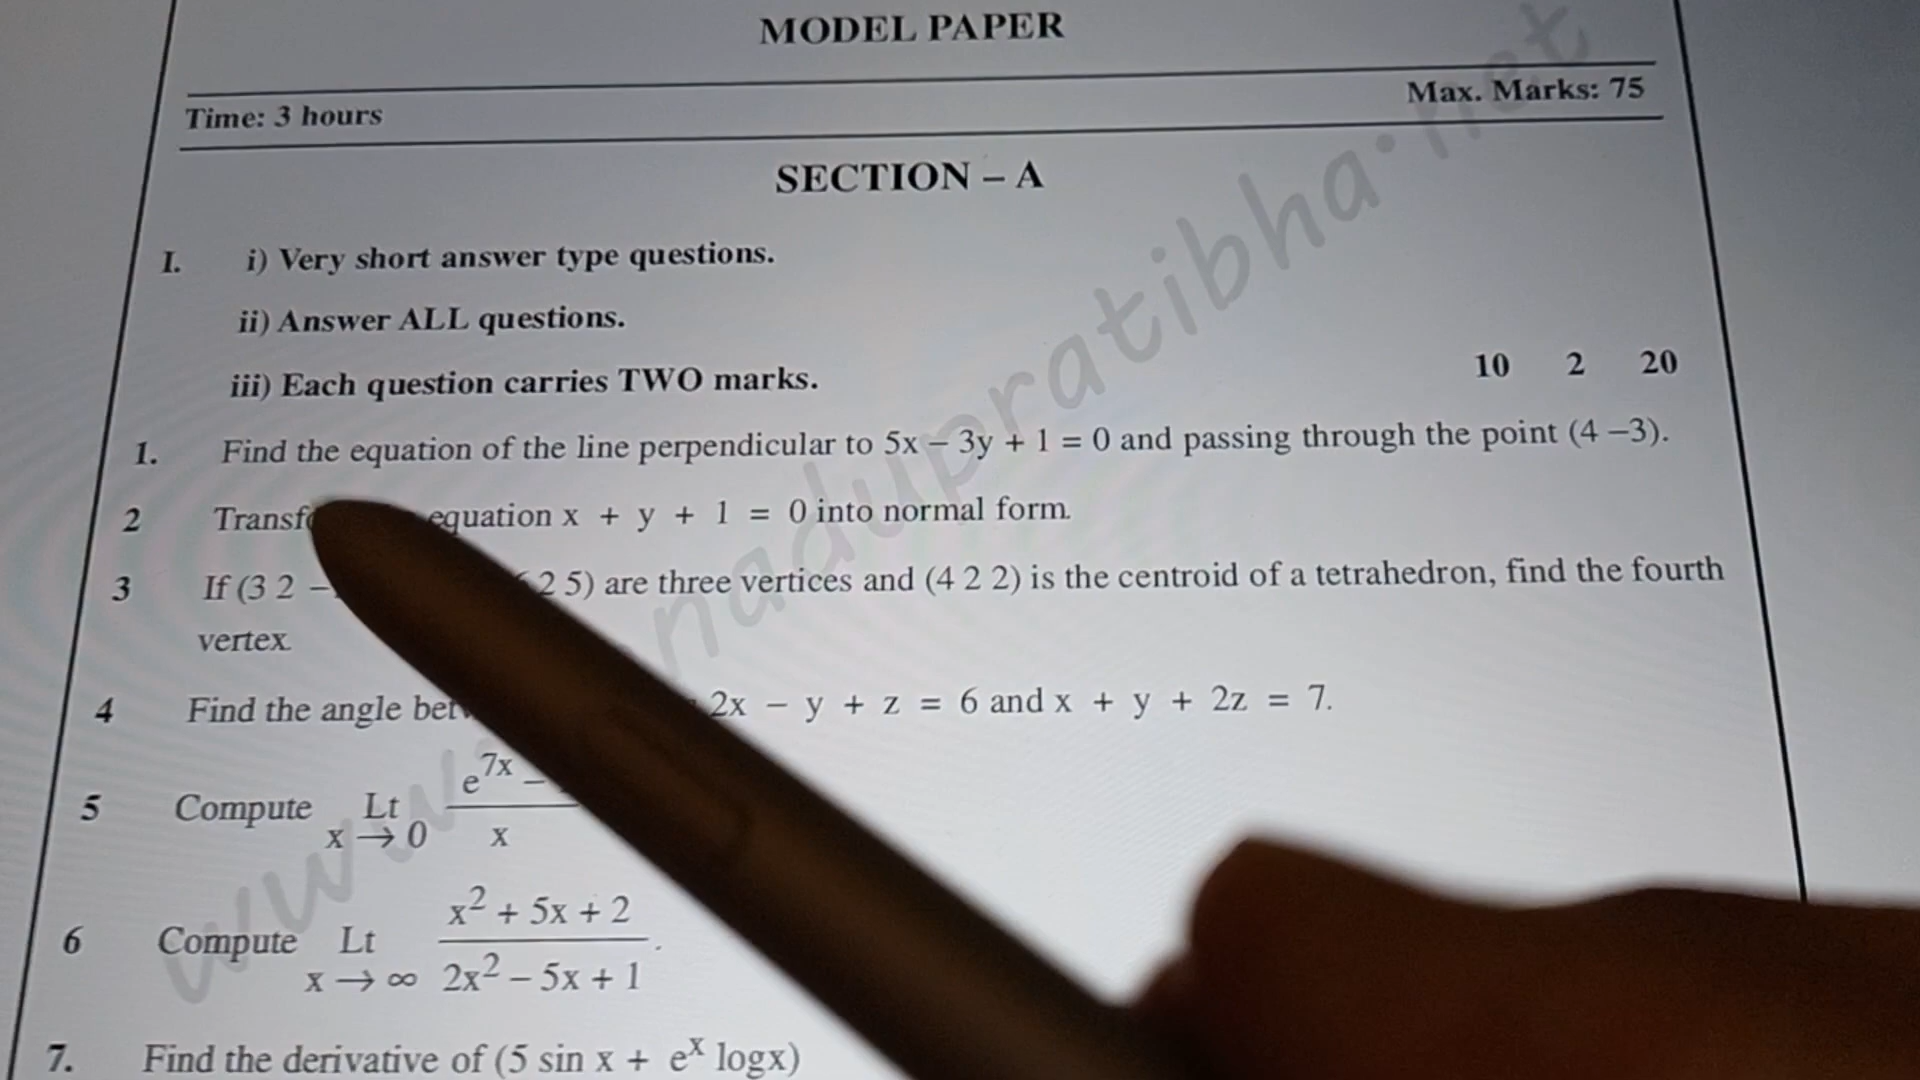 MODEL PAPER
Time: 3 hours Max. Marks: 75
SECTION – A
I. i) Very short answer type questions.
ii) Answer ALL questions.
iii) Each question carries TWO marks. 10 2 20
1. Find the equation of the line perpendicular to 5x – 3y + 1 = 0 and passing through the point (4 –3).
2 equation x + y + 1 = 0 into normal form.
3 If (3 2 – 2 5) are three vertices and (4 2 2) is the centroid of a tetrahedron, find the fourth
vertex.
4 Find the angle 2x – y + z = 6 and x + y + 2z = 7.
5 Compute Lt x → 0 e^7x – / x
6 Compute Lt x → ∞ x² + 5x + 2 / 2x² – 5x + 1 .
7. Find the derivative of (5 sin x + e^x logx)